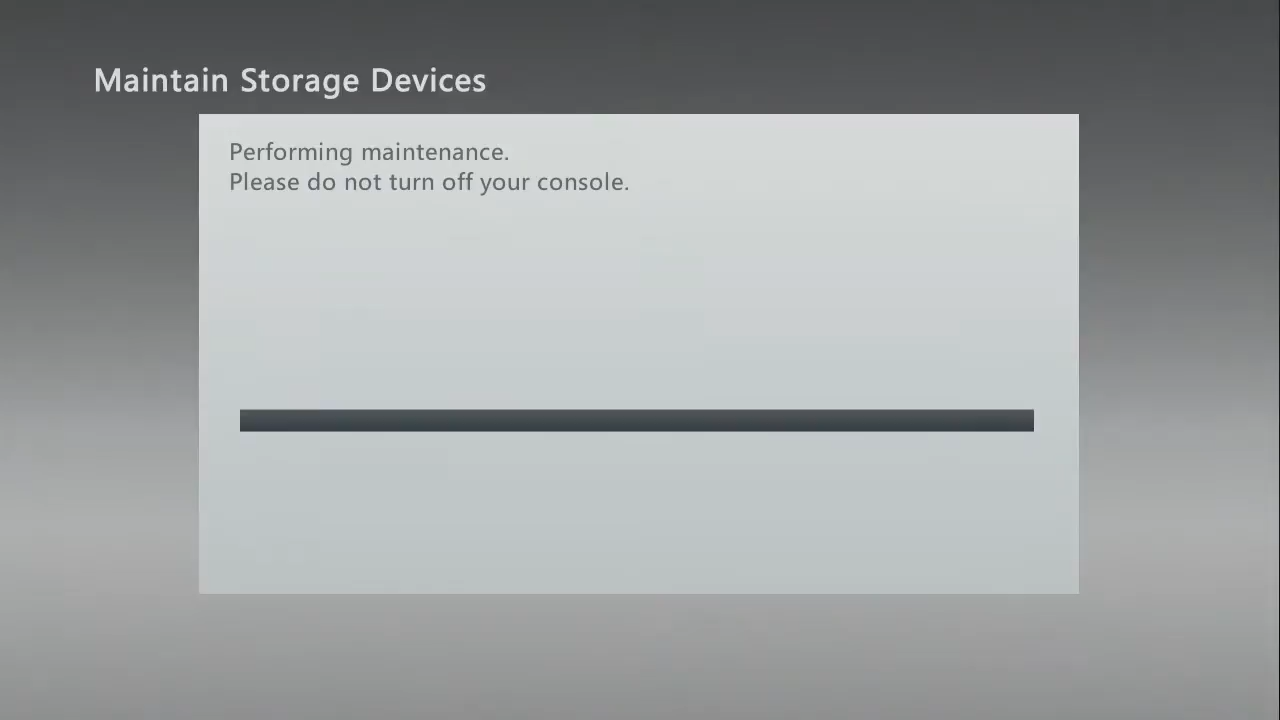 Maintain Storage Devices
Performing maintenance.
Please do not turn off your console.